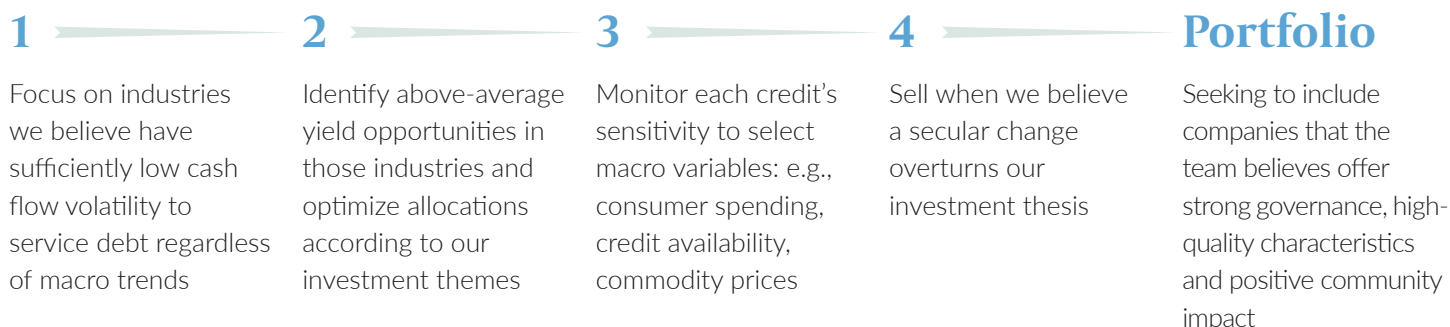 1
Focus on industries
we believe have
sufficiently low cash
flow volatility to
service debt regardless
of macro trends
2
Identify above-average
yield opportunities in
those industries and
optimize allocations
according to our
investment themes
3
Monitor each credit's
sensitivity to select
macro variables: e.g.,
consumer spending,
credit availability,
commodity prices
4
Sell when we believe
a secular change
overturns our
investment thesis
Portfolio
Seeking to include
companies that the
team believes offer
strong governance, high-
quality characteristics
and positive community
impact